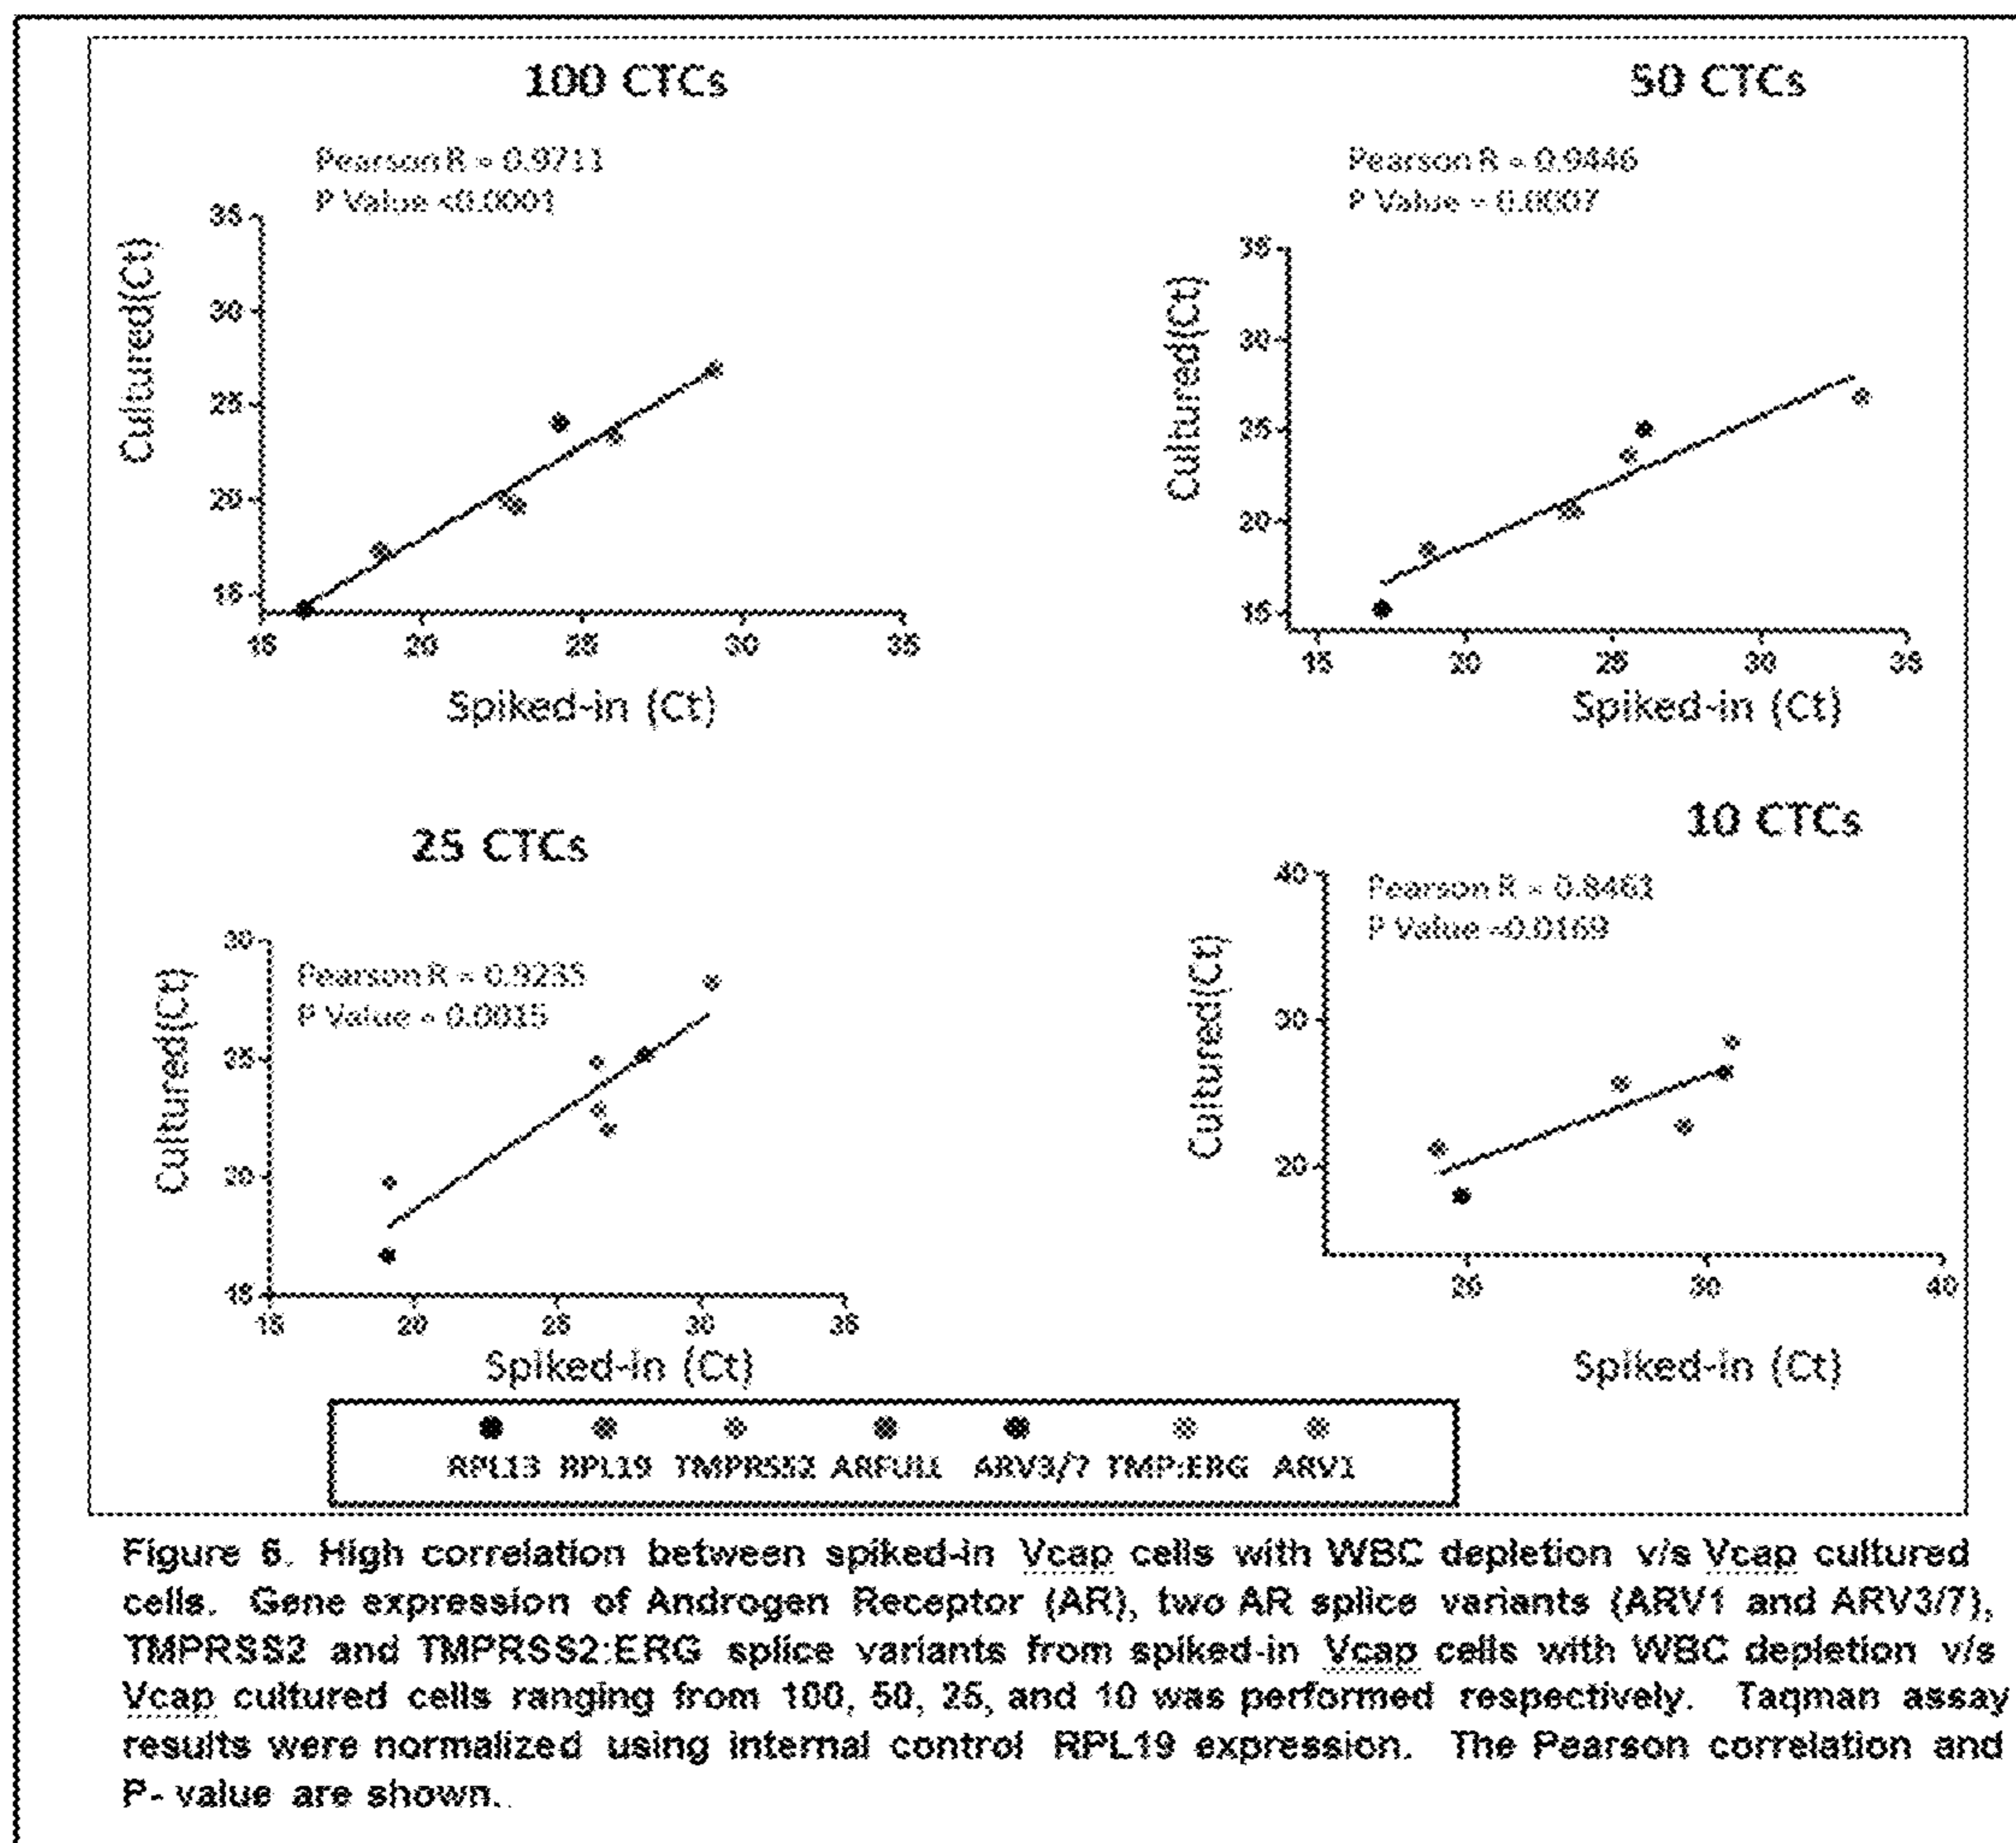 100 CTCs
Pearson R = 0.9711
P Value <0.0001
35
30
25
20
15
Cultured(Ct)
15 20 25 30 35
Spiked-in (Ct)
50 CTCs
Pearson R = 0.9446
P Value = 0.0007
35
30
25
20
15
Cultured(Ct)
15 20 25 30 35
Spiked-in (Ct)
25 CTCs
Pearson R = 0.9235
P Value = 0.0015
30
25
20
15
Cultured(Ct)
15 20 25 30 35
Spiked-in (Ct)
10 CTCs
Pearson R = 0.8461
P Value =0.0169
40
30
20
Cultured(Ct)
30 40
Spiked-in (Ct)
RPL13 RPL19 TMPRSS2 ARFULL ARV3/7 TMP:ERG ARV1
Figure 6. High correlation between spiked-in Vcap cells with WBC depletion v/s Vcap cultured
cells. Gene expression of Androgen Receptor (AR), two AR splice variants (ARV1 and ARV3/7),
TMPRSS2 and TMPRSS2:ERG splice variants from spiked-in Vcap cells with WBC depletion v/s
Vcap cultured cells ranging from 100, 50, 25, and 10 was performed respectively. Taqman assay
results were normalized using internal control RPL19 expression. The Pearson correlation and
P- value are shown.